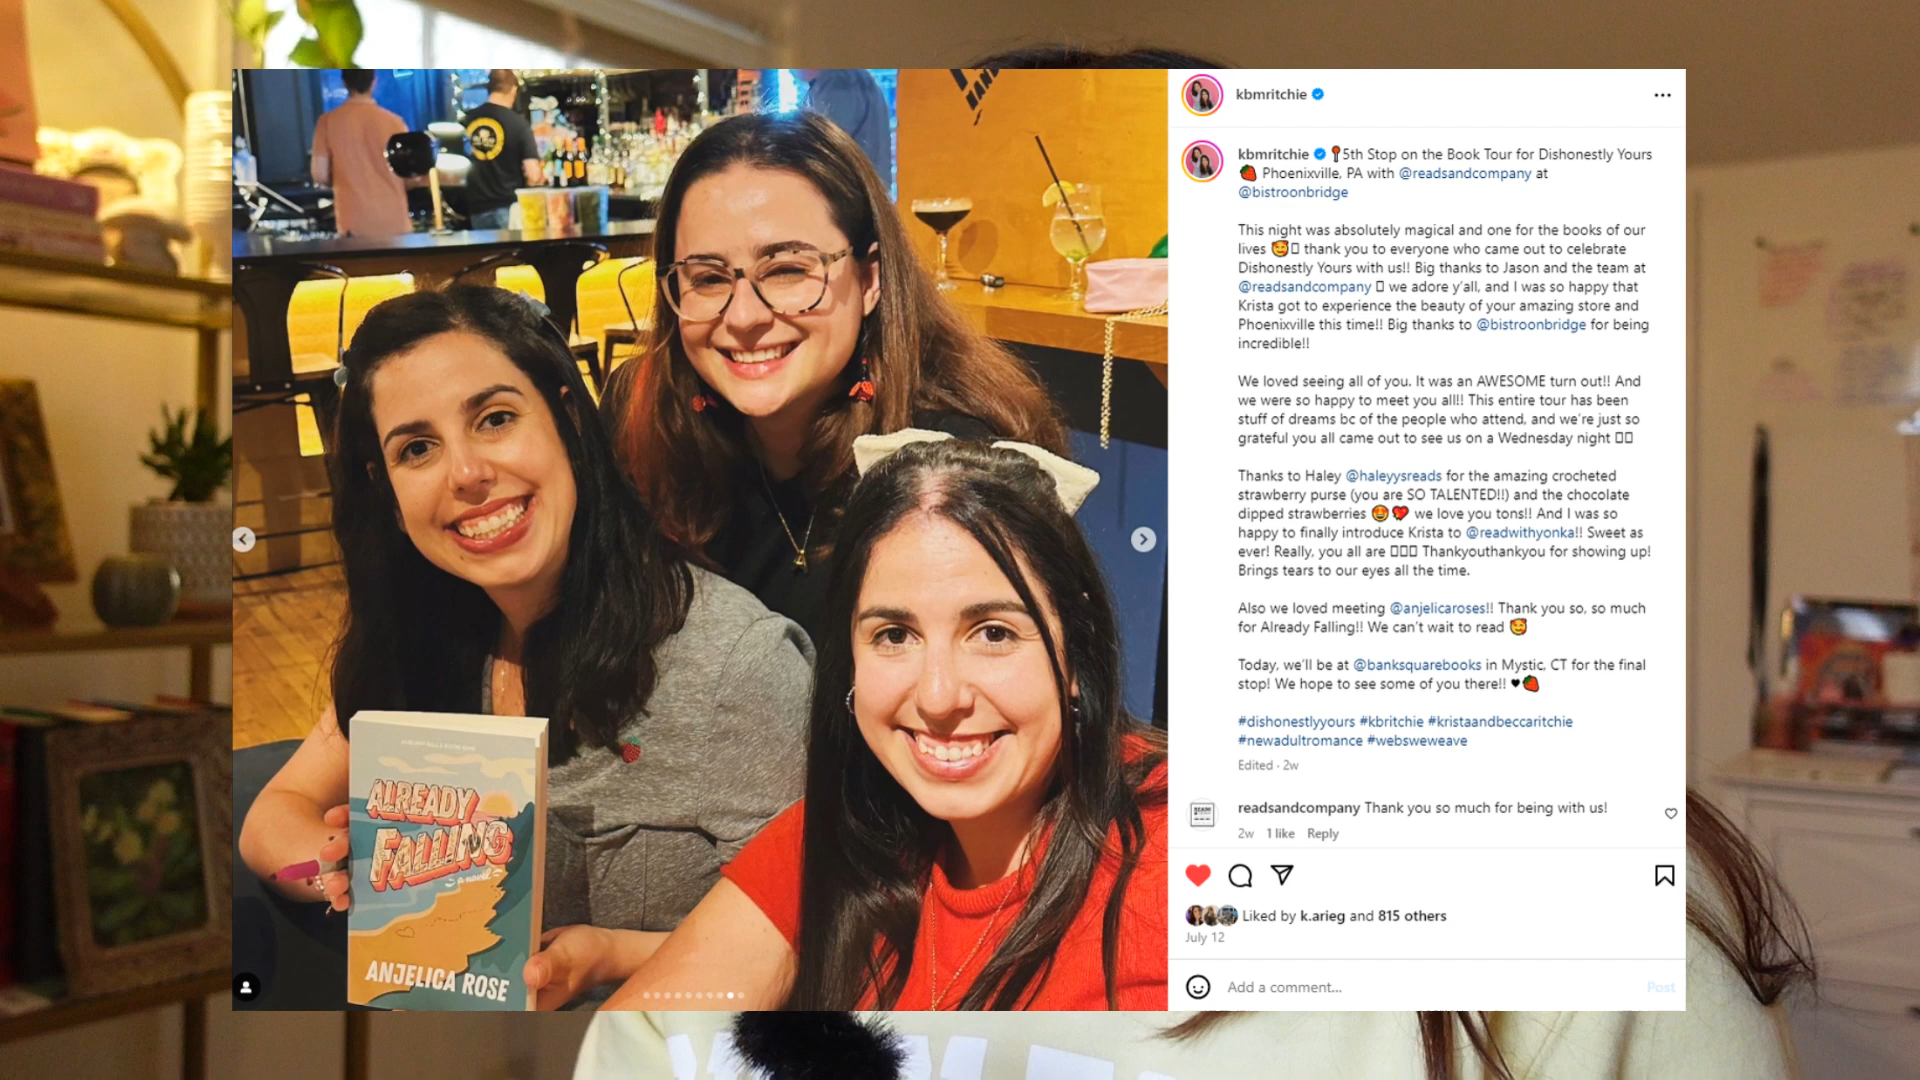 kbmritchie
kbmritchie 5th Stop on the Book Tour for Dishonestly Yours
🍓 Phoenixville, PA with @readsandcompany at
@bistroonbridge
This night was absolutely magical and one for the books of our
lives 🥰 thank you to everyone who came out to celebrate
Dishonestly Yours with us!! Big thanks to Jason and the team at
@readsandcompany we adore y'all, and I was so happy that
Krista got to experience the beauty of your amazing store and
Phoenixville this time!! Big thanks to @bistroonbridge for being
incredible!!
We loved seeing all of you. It was an AWESOME turn out!! And
we were so happy to meet you all!! This entire tour has been
stuff of dreams bc of the people who attend, and we're just so
grateful you all came out to see us on a Wednesday night
Thanks to Haley @haleyysreads for the amazing crocheted
strawberry purse (you are SO TALENTED!!) and the chocolate
dipped strawberries 🤩❤️ we love you tons!! And I was so
happy to finally introduce Krista to @readwithyonka!! Sweet as
ever! Really, you all are Thankyouthankyou for showing up!
Brings tears to our eyes all the time.
Also we loved meeting @anjelicaroses!! Thank you so, so much
for Already Falling!! We can't wait to read 🥰
Today, we'll be at @banksquarebooks in Mystic, CT for the final
stop! We hope to see some of you there!! ♥🍓
#dishonestlyyours #kbritchie #kristaandbeccaritchie
#newadultromance #websweweave
Edited · 2w
readsandcompany Thank you so much for being with us!
2w 1 like Reply
Liked by k.arieg and 815 others
July 12
Add a comment...
Post
ALREADY
FALLING
a novel
ANJELICA ROSE